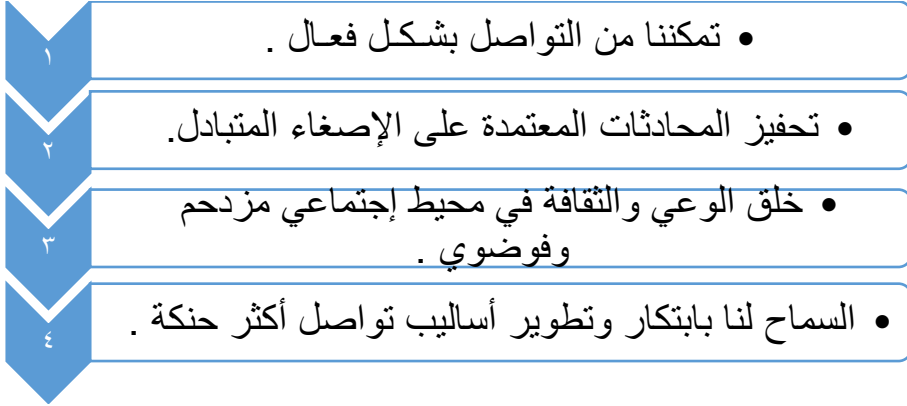 ١
• تمكننا من التواصل بشكل فعال .
٢
• تحفيز المحادثات المعتمدة على الإصغاء المتبادل.
٣
• خلق الوعي والثقافة في محيط إجتماعي مزدحم
وفوضوي .
٤
• السماح لنا بابتكار وتطوير أساليب تواصل أكثر حنكة .